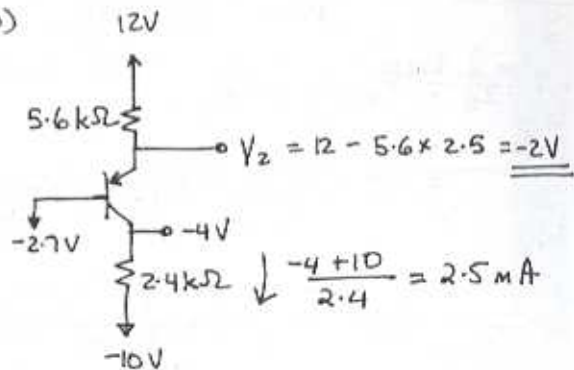 )
12V
5.6kΩ
V₂ = 12 - 5.6 × 2.5 = -2V
-2.7V
-4V
2.4kΩ ↓ -4+10 / 2.4 = 2.5 mA
-10V